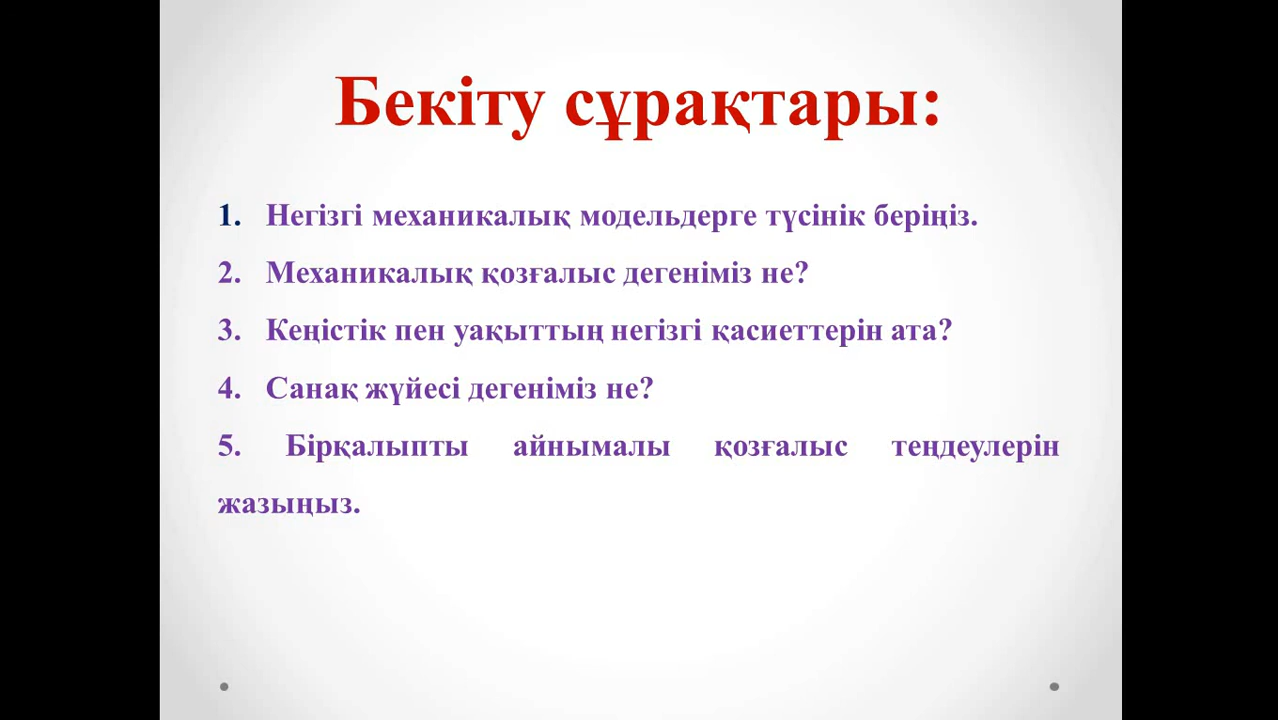 Бекіту сұрақтары:
1. Негізгі механикалық модельдерге түсінік беріңіз.
2. Механикалық қозғалыс дегеніміз не?
3. Кеңістік пен уақыттың негізгі қасиеттерін ата?
4. Санақ жүйесі дегеніміз не?
5. Бірқалыпты айнымалы қозғалыс теңдеулерін
жазыңыз.